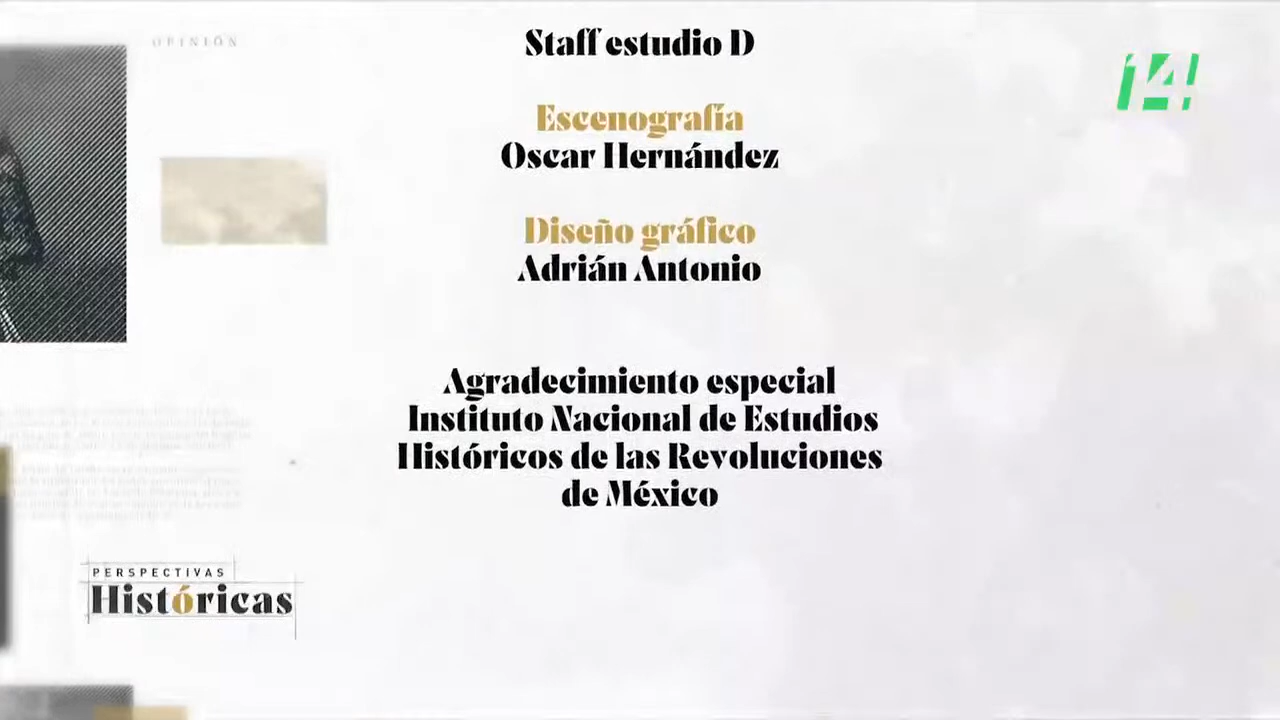 OPINIÓN
Staff estudio D
14!
Escenografía
Oscar Hernández
Diseño gráfico
Adrián Antonio
Agradecimiento especial
Instituto Nacional de Estudios
Históricos de las Revoluciones
de México
PERSPECTIVAS
Históricas